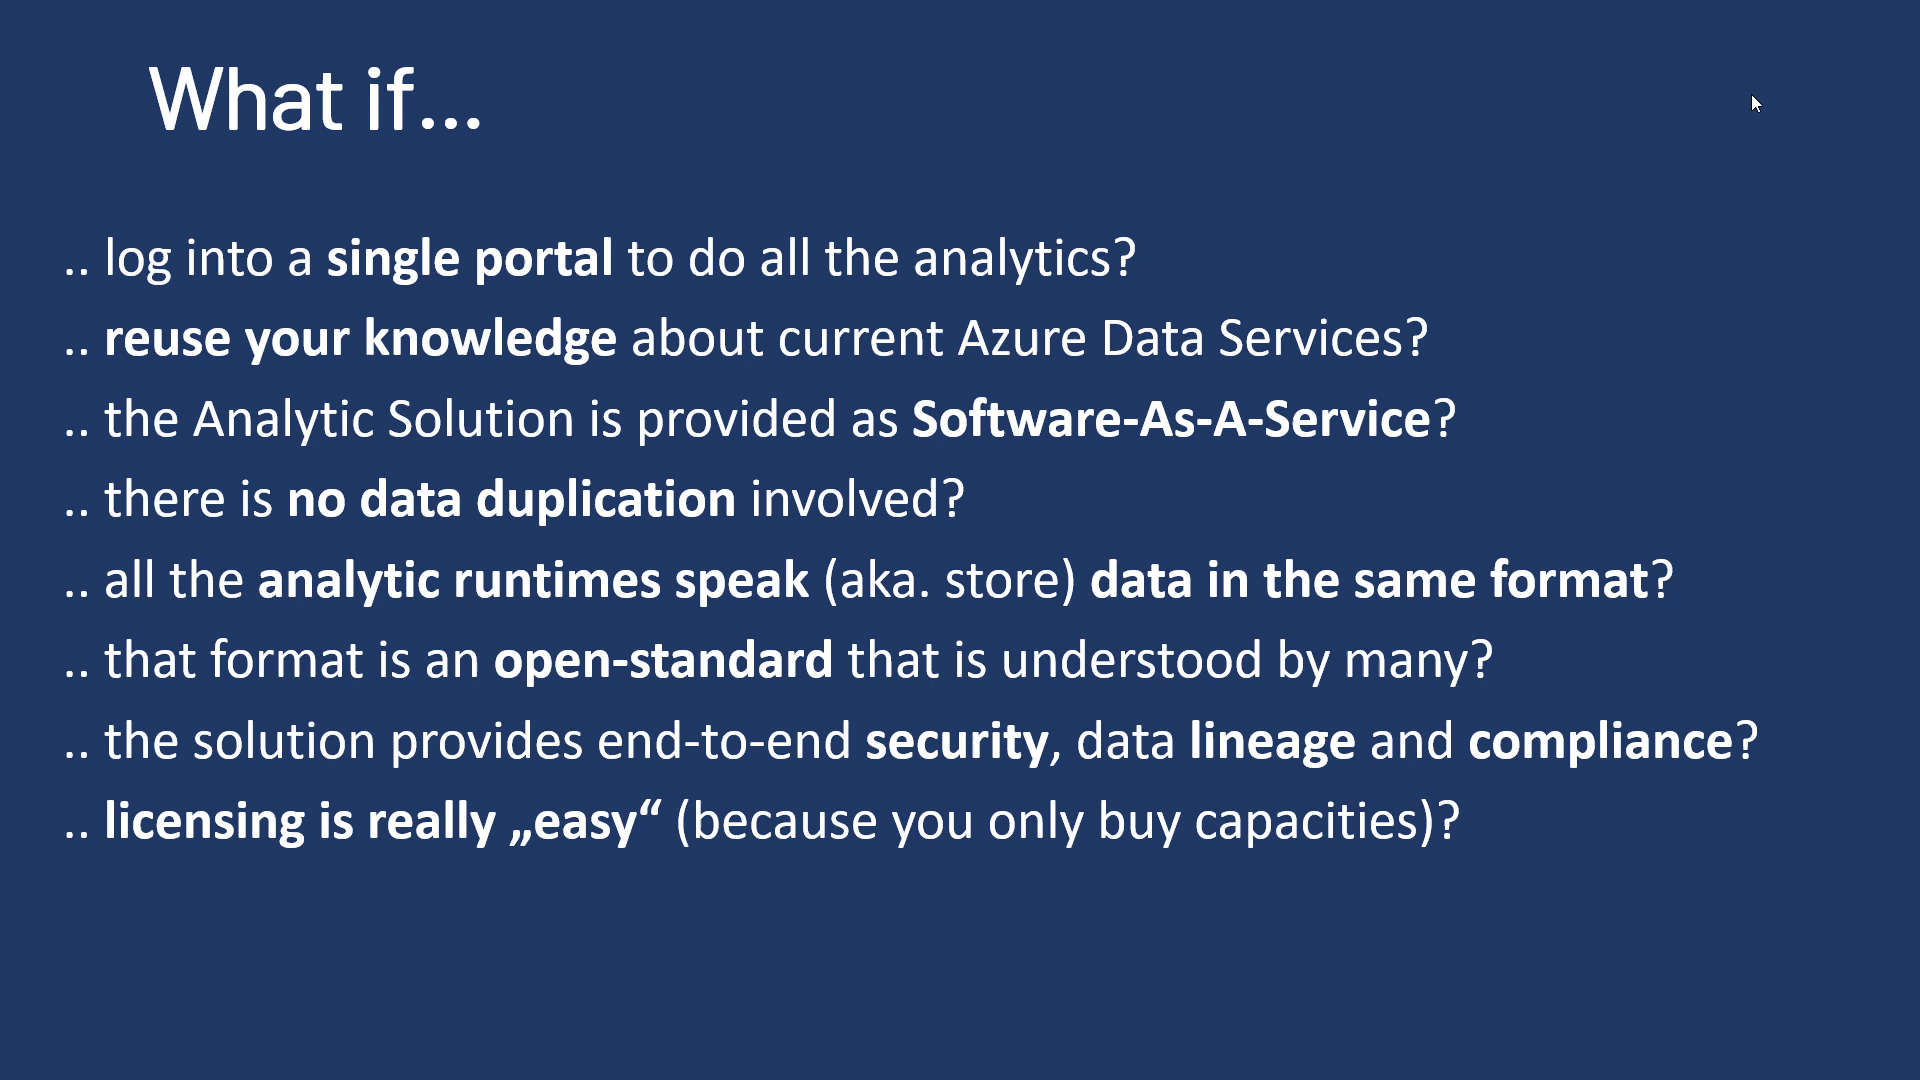 What if...
.. log into a single portal to do all the analytics?
.. reuse your knowledge about current Azure Data Services?
.. the Analytic Solution is provided as Software-As-A-Service?
.. there is no data duplication involved?
.. all the analytic runtimes speak (aka. store) data in the same format?
.. that format is an open-standard that is understood by many?
.. the solution provides end-to-end security, data lineage and compliance?
.. licensing is really „easy“ (because you only buy capacities)?